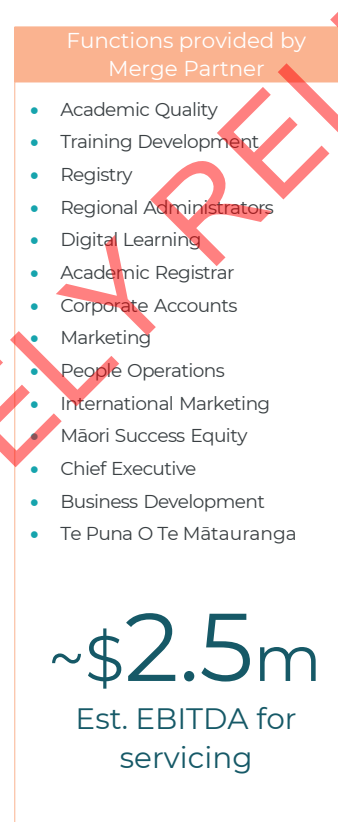 Functions provided by
Merge Partner
• Academic Quality
• Training Development
• Registry
• Regional Administrators
• Digital Learning
• Academic Registrar
• Corporate Accounts
• Marketing
• People Operations
• International Marketing
• Māori Success Equity
• Chief Executive
• Business Development
• Te Puna O Te Mātauranga
~$2.5m
Est. EBITDA for
servicing
ELY REL